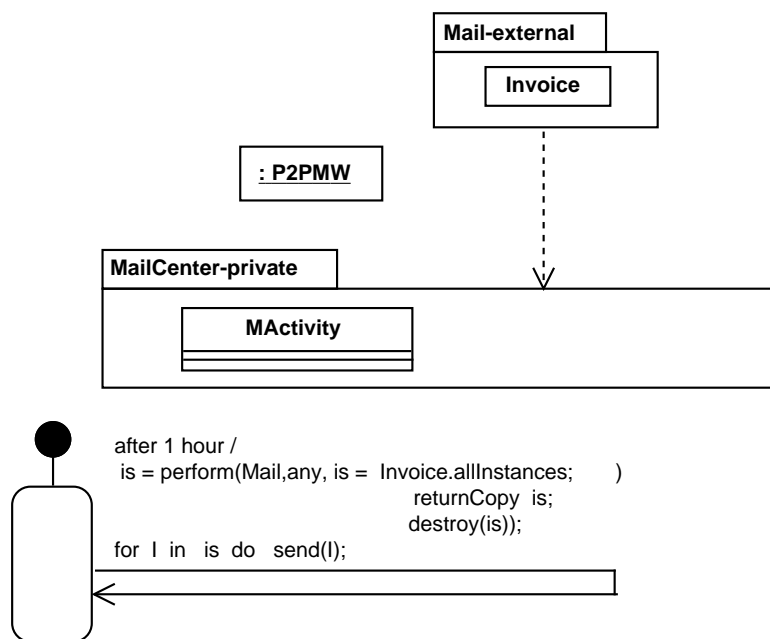 Mail-external
Invoice
: P2PMW
MailCenter-private
MActivity
after 1 hour /
is = perform(Mail,any, is = Invoice.allInstances; )
returnCopy is;
destroy(is));
for I in is do send(I);